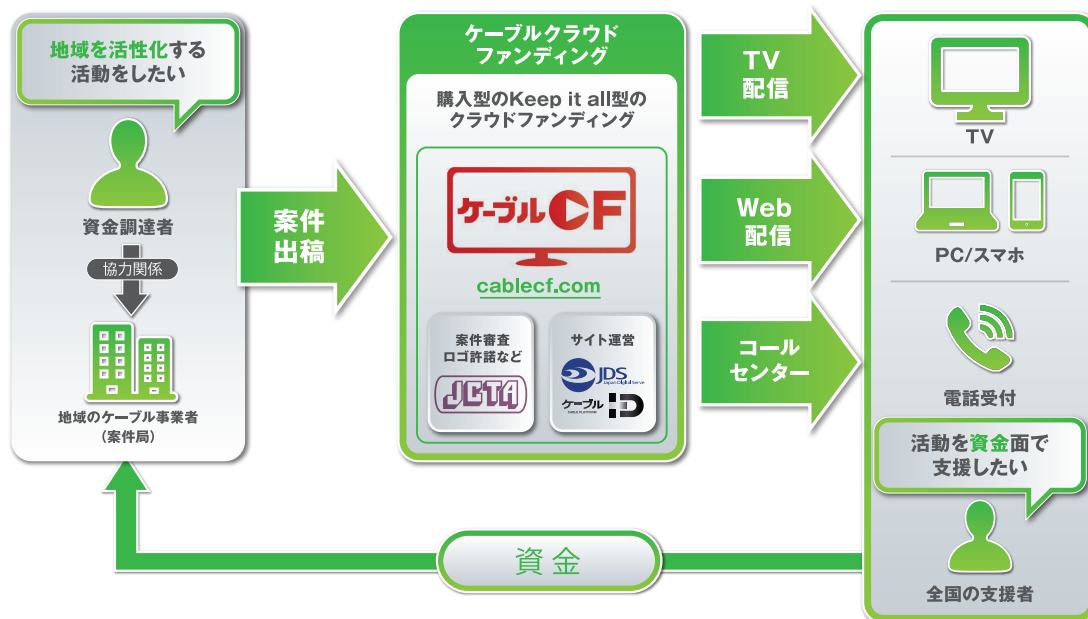 地域を活性化する
活動をしたい
資金調達者
協力関係
地域のケーブル事業者
(案件局)
案件
出稿
ケーブルクラウド
ファンディング
購入型のKeep it all型の
クラウドファンディング
ケーブルCF
cablecf.com
案件審査
ロゴ許諾など
JCTA
サイト運営
JDS
Japan Digital Serve
ケーブルID
CABLE PLATFORM
TV
配信
Web
配信
コール
センター
TV
PC/スマホ
電話受付
活動を資金面で
支援したい
全国の支援者
資金